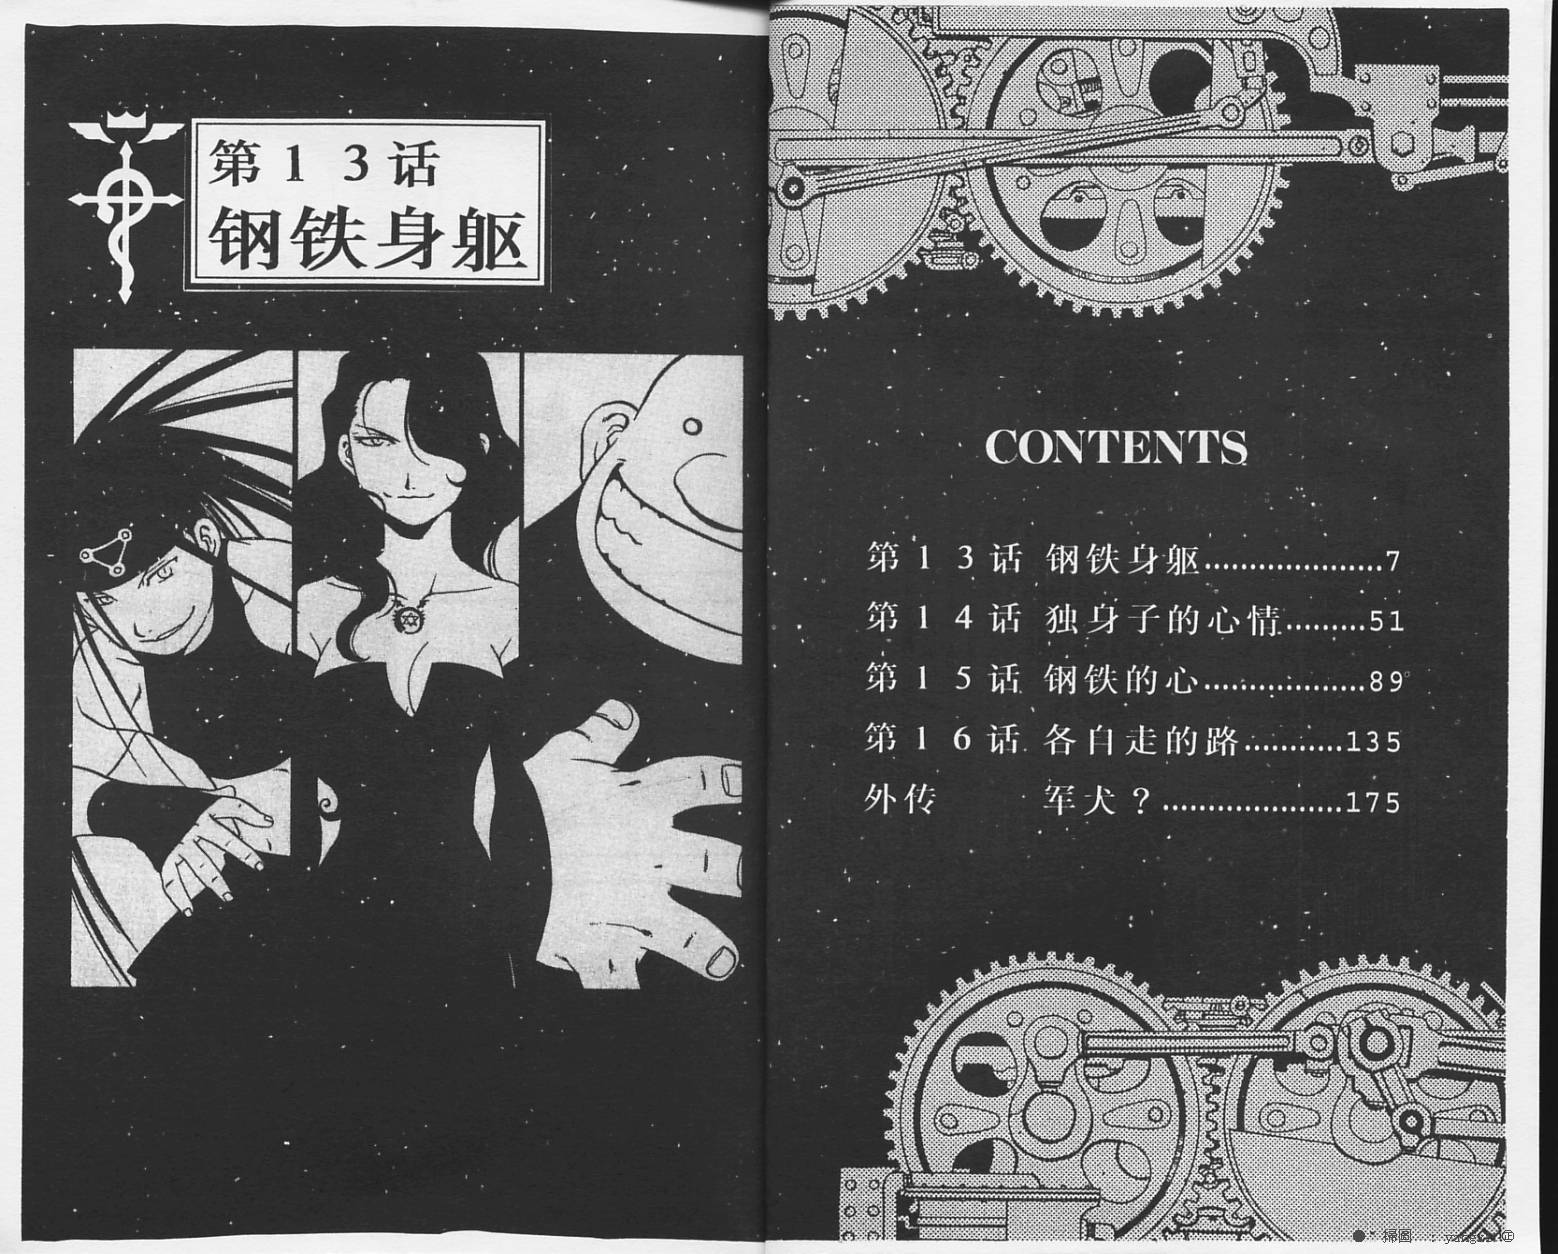 第13话
钢铁身躯
CONTENTS
第13话 钢铁身躯....................7
第14话 独身子的心情.........51
第15话 钢铁的心..................89
第16话 各自走的路...........135
外传 军犬？....................175
掃圖：